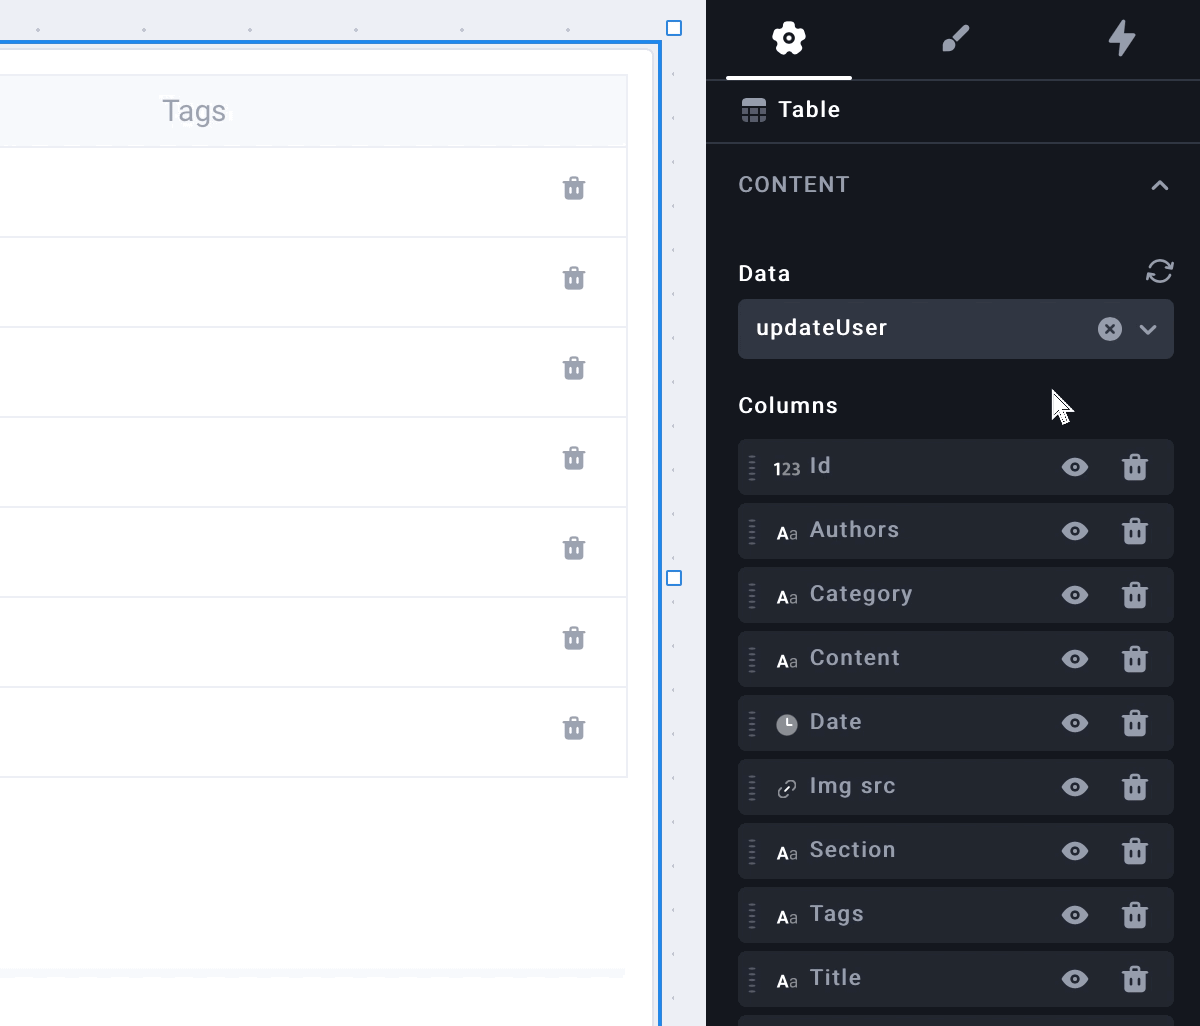 Tags
Table
CONTENT
Data
updateUser
Columns
123 Id
Aa Authors
Aa Category
Aa Content
Date
Img src
Aa Section
Aa Tags
Aa Title